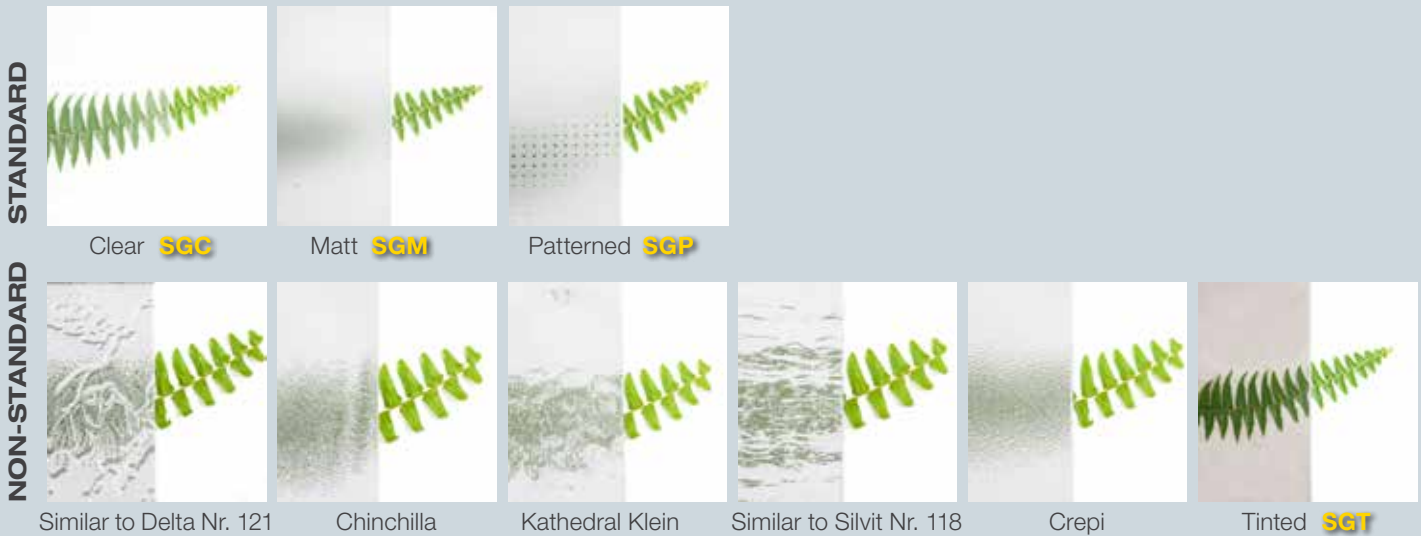 STANDARD
Clear SGC
Matt SGM
Patterned SGP
NON-STANDARD
Similar to Delta Nr. 121
Chinchilla
Kathedral Klein
Similar to Silvit Nr. 118
Crepi
Tinted SGT